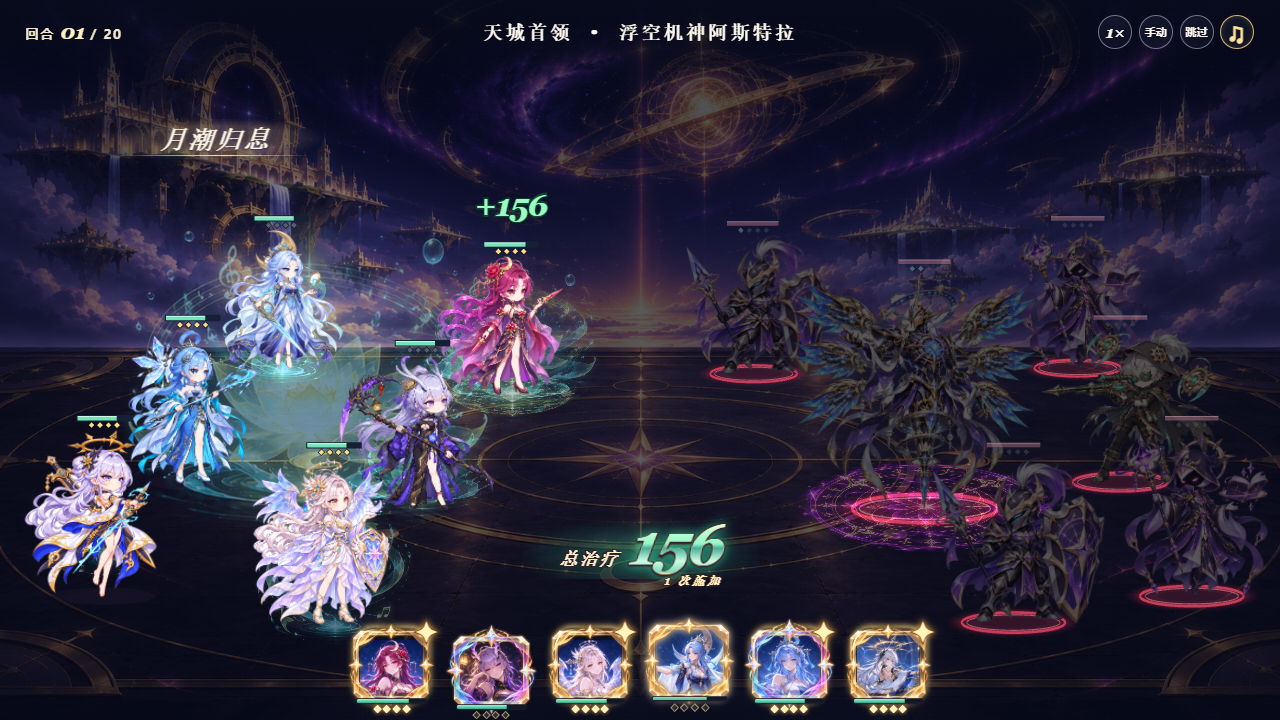 回合 01 / 20
天城首领 · 浮空机神阿斯特拉
1×
手动
跳过
月潮归息
+156
总治疗 156
1 次施加